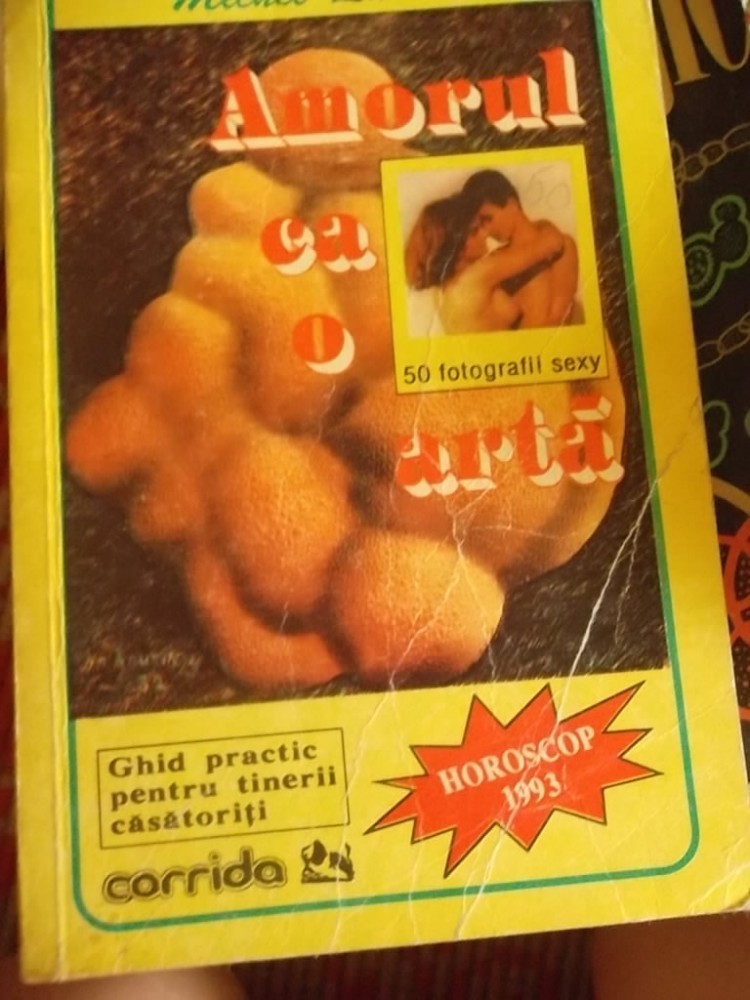 Amorul
ca
o
artă
50 fotografii sexy
Ghid practic
pentru tinerii
căsătoriți
HOROSCOP
1993
corrida